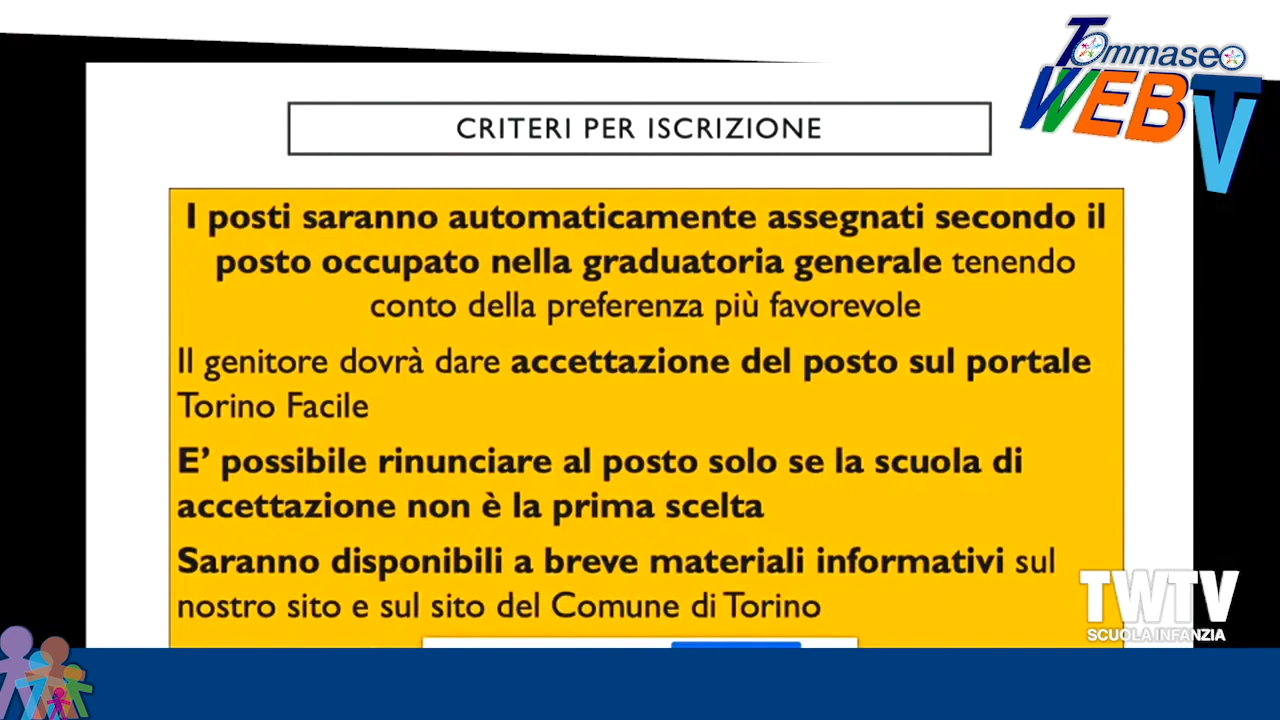 Tommaseo
WEB TV
CRITERI PER ISCRIZIONE
I posti saranno automaticamente assegnati secondo il
posto occupato nella graduatoria generale tenendo
conto della preferenza più favorevole
Il genitore dovrà dare accettazione del posto sul portale
Torino Facile
E’ possibile rinunciare al posto solo se la scuola di
accettazione non è la prima scelta
Saranno disponibili a breve materiali informativi sul
nostro sito e sul sito del Comune di Torino
TWTV
SCUOLA INFANZIA